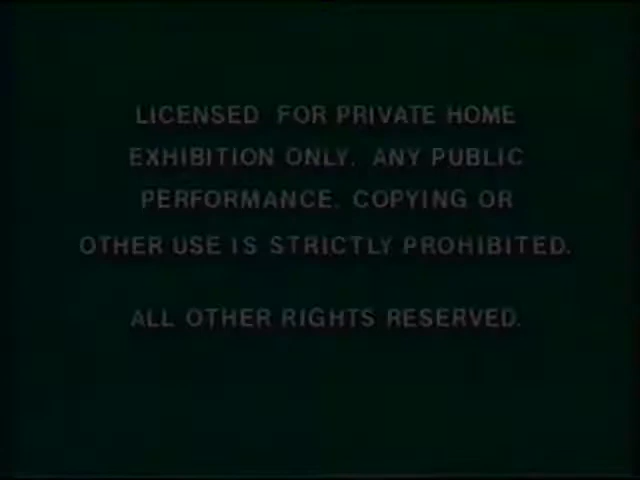 LICENSED FOR PRIVATE HOME
EXHIBITION ONLY. ANY PUBLIC
PERFORMANCE. COPYING OR
OTHER USE IS STRICTLY PROHIBITED.
ALL OTHER RIGHTS RESERVED.